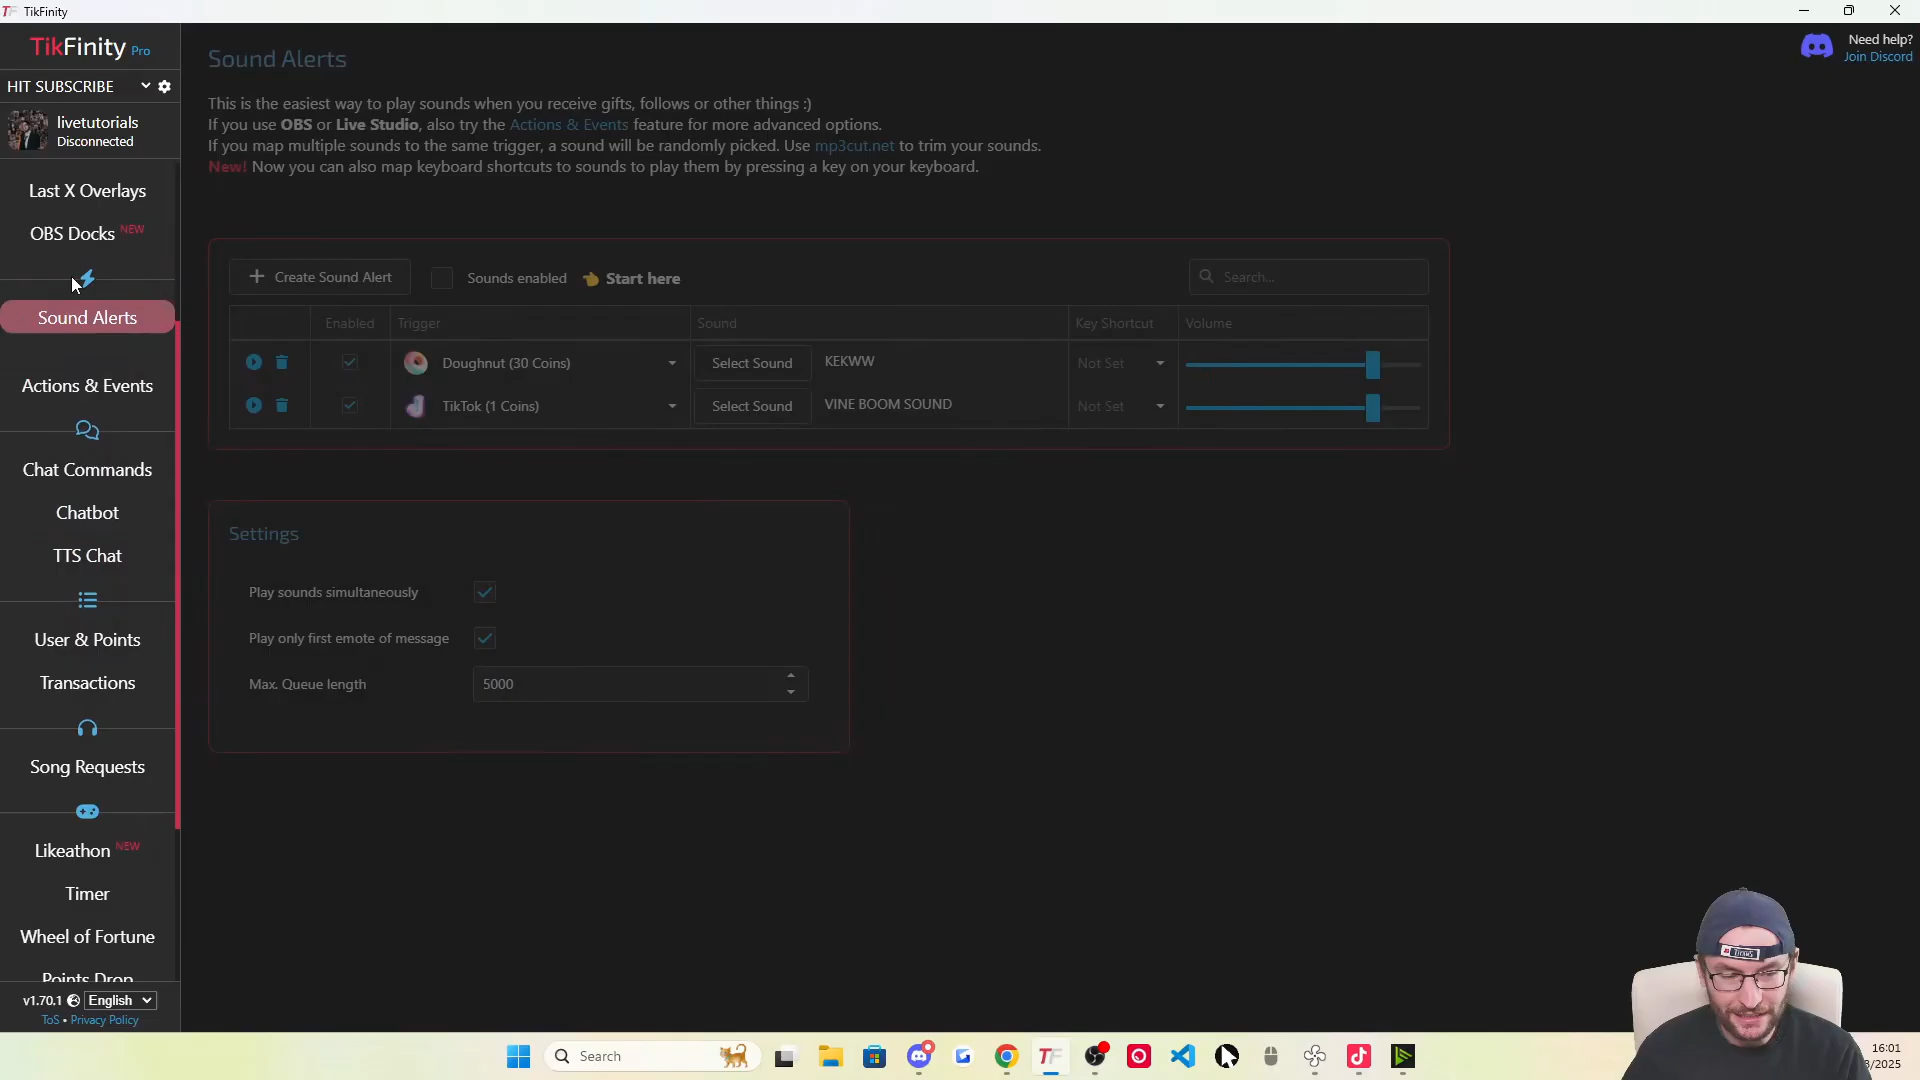 TikFinity
TikFinity Pro
HIT SUBSCRIBE
livetutorials
Disconnected
Last X Overlays
OBS Docks NEW
Sound Alerts
Actions & Events
Chat Commands
Chatbot
TTS Chat
User & Points
Transactions
Song Requests
Likeathon NEW
Timer
Wheel of Fortune
Points Drop
v1.70.1 English
ToS • Privacy Policy
Sound Alerts
This is the easiest way to play sounds when you receive gifts, follows or other things :)
If you use OBS or Live Studio, also try the Actions & Events feature for more advanced options.
If you map multiple sounds to the same trigger, a sound will be randomly picked. Use mp3cut.net to trim your sounds.
New! Now you can also map keyboard shortcuts to sounds to play them by pressing a key on your keyboard.
Need help?
Join Discord
Create Sound Alert Sounds enabled Start here Search...
Enabled Trigger Sound Key Shortcut Volume
Doughnut (30 Coins) Select Sound KEKWW Not Set
TikTok (1 Coins) Select Sound VINE BOOM SOUND Not Set
Settings
Play sounds simultaneously
Play only first emote of message
Max. Queue length 5000
Search
16:01
/2025